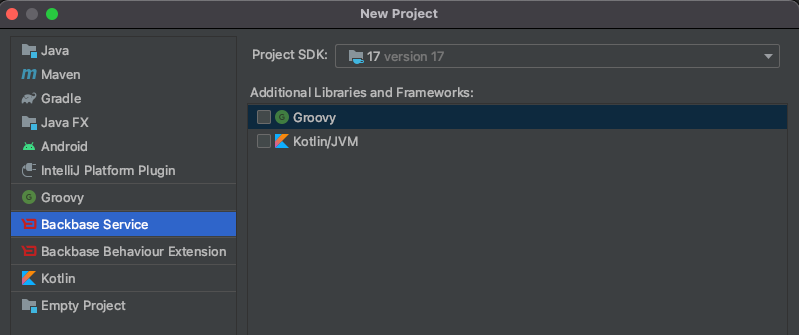 New Project
Java
Maven
Gradle
Java FX
Android
IntelliJ Platform Plugin
Groovy
Backbase Service
Backbase Behaviour Extension
Kotlin
Empty Project
Project SDK: 17 version 17
Additional Libraries and Frameworks:
Groovy
Kotlin/JVM